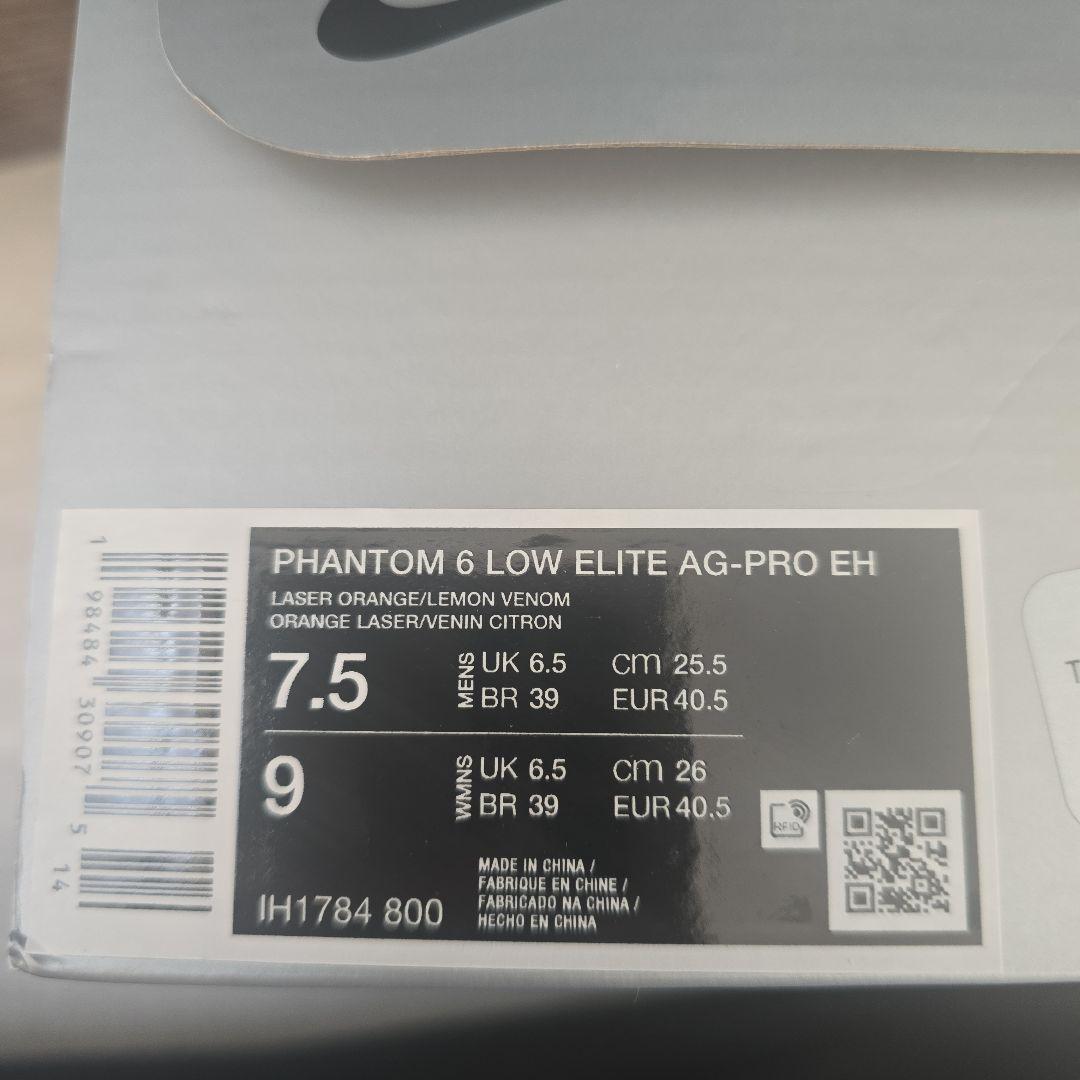 PHANTOM 6 LOW ELITE AG-PRO EH
LASER ORANGE/LEMON VENOM
ORANGE LASER/VENIN CITRON
7.5 MENS UK 6.5 cm 25.5
BR 39 EUR 40.5
9 WMNS UK 6.5 cm 26
BR 39 EUR 40.5
RFID
MADE IN CHINA /
FABRIQUE EN CHINE /
FABRICADO NA CHINA /
HECHO EN CHINA
IH1784 800
1 98484 30907 5 14
T